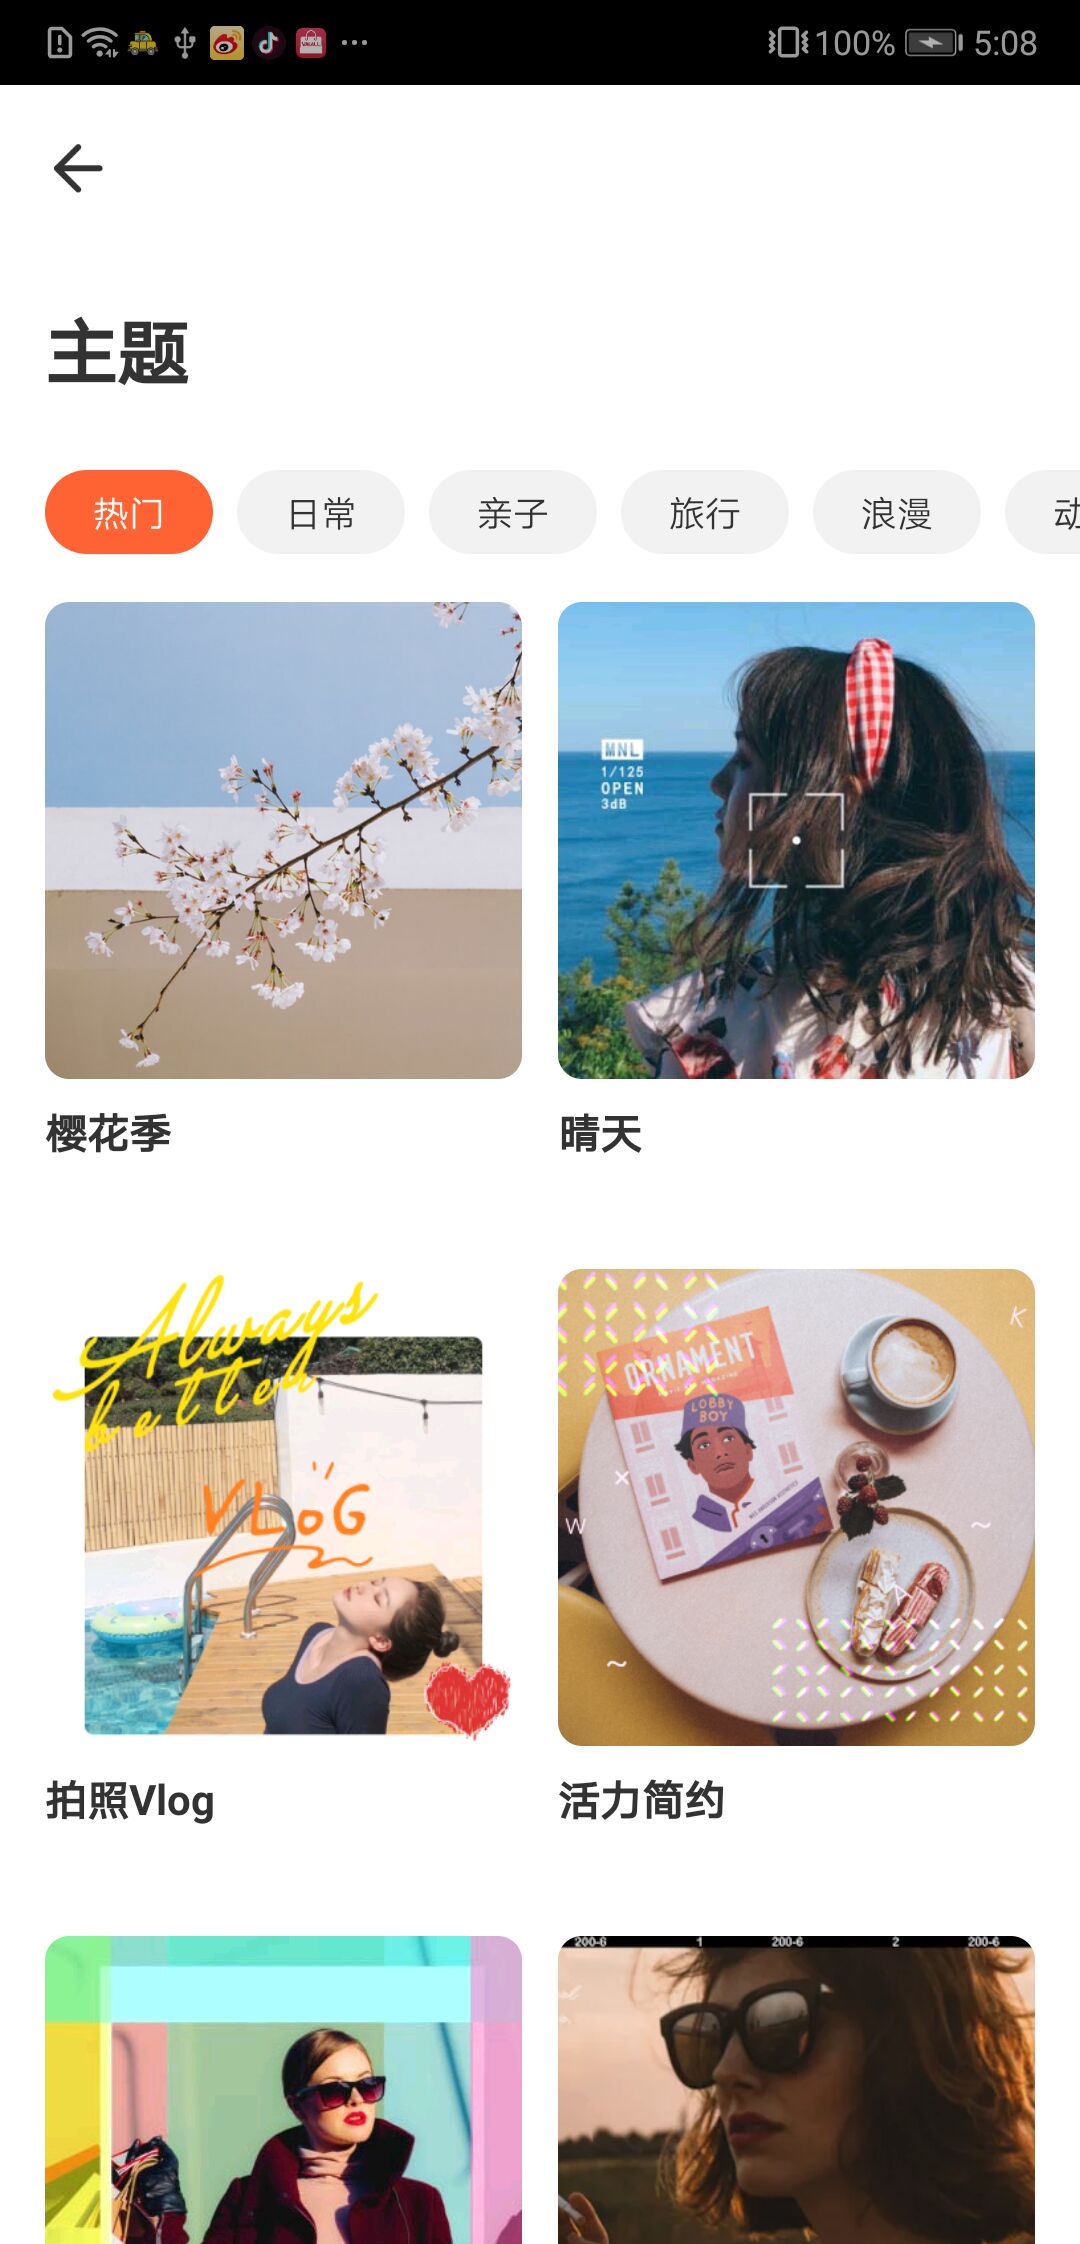 100% 5:08
主题
热门 日常 亲子 旅行 浪漫 动
MNL
1/125
OPEN
3dB
樱花季 晴天
Always
better
VLOG
ORNAMENT
LOBBY
BOY
K
W
拍照Vlog 活力简约
200-6 1 200-6 2 200-6